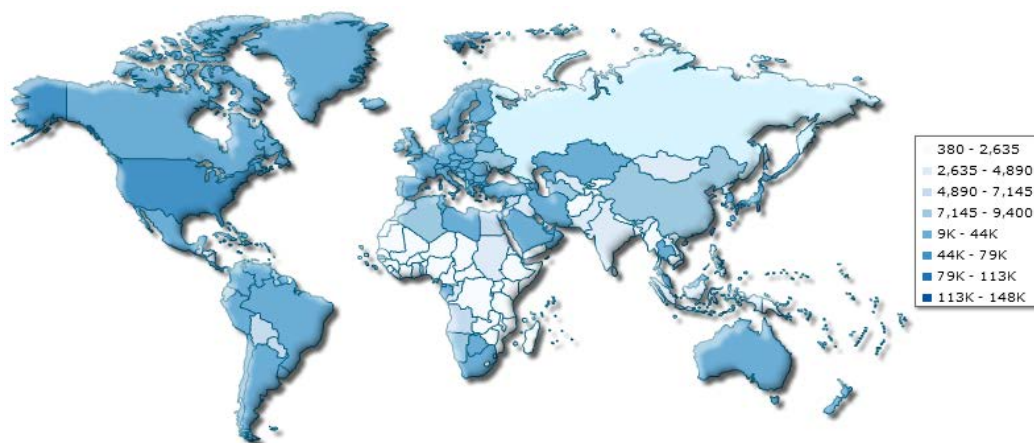 380 - 2,635
2,635 - 4,890
4,890 - 7,145
7,145 - 9,400
9K - 44K
44K - 79K
79K - 113K
113K - 148K